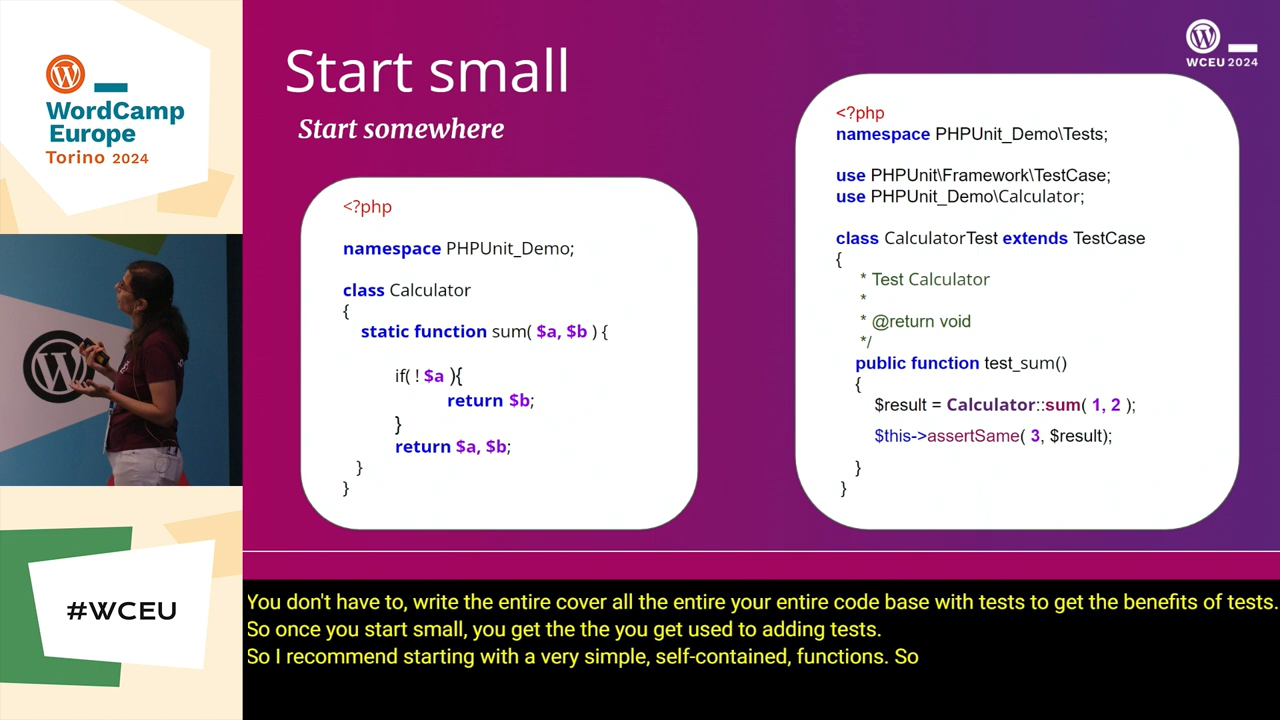 WordCamp
Europe
Torino 2024
#WCEU
Start small
Start somewhere
WCEU 2024
<?php
namespace PHPUnit_Demo;
class Calculator
{
static function sum( $a, $b ) {
if( ! $a ){
return $b;
}
return $a, $b;
}
}
<?php
namespace PHPUnit_Demo\Tests;
use PHPUnit\Framework\TestCase;
use PHPUnit_Demo\Calculator;
class CalculatorTest extends TestCase
{
* Test Calculator
*
* @return void
*/
public function test_sum()
{
$result = Calculator::sum( 1, 2 );
$this->assertSame( 3, $result);
}
}
You don't have to, write the entire cover all the entire your entire code base with tests to get the benefits of tests.
So once you start small, you get the the you get used to adding tests.
So I recommend starting with a very simple, self-contained, functions. So